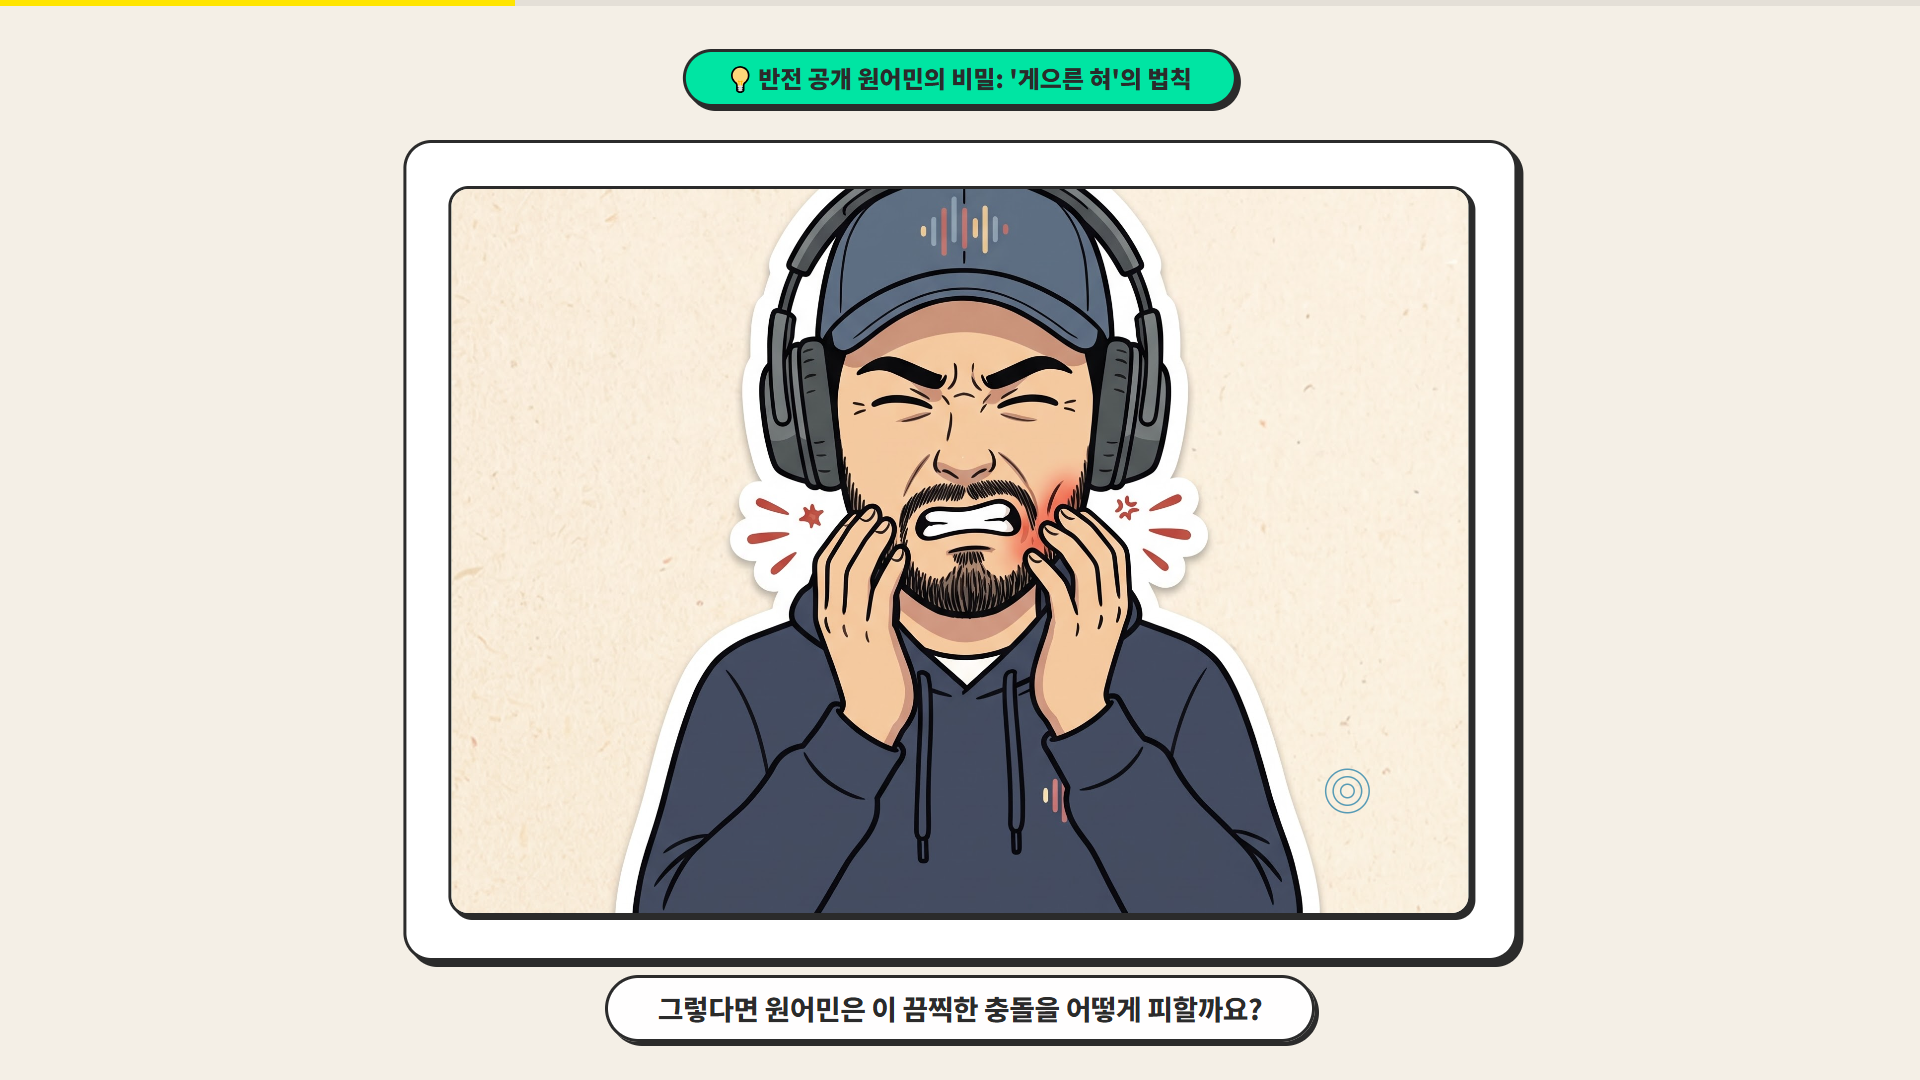 💡 반전 공개 원어민의 비밀: '게으른 혀'의 법칙
그렇다면 원어민은 이 끔찍한 충돌을 어떻게 피할까요?